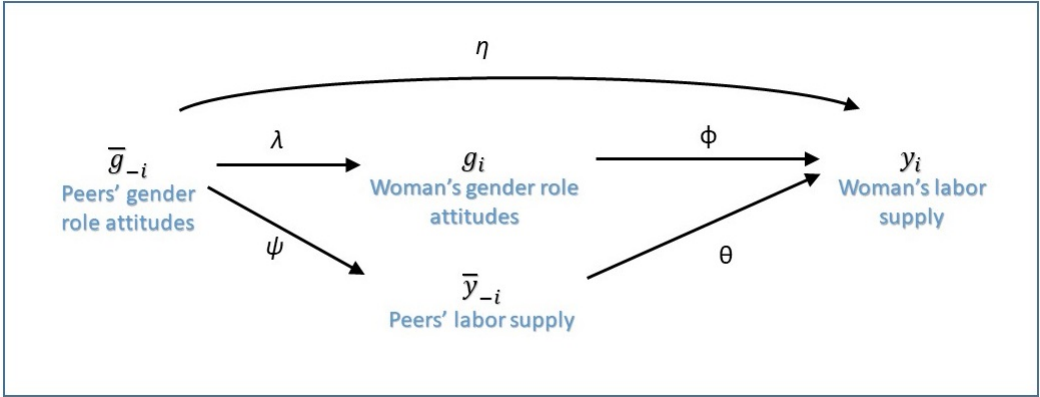 η
λ
ϕ
g̅₋ᵢ
gᵢ
yᵢ
Peers' gender
role attitudes
Woman's gender role
attitudes
Woman's labor
supply
ψ
θ
y̅₋ᵢ
Peers' labor supply